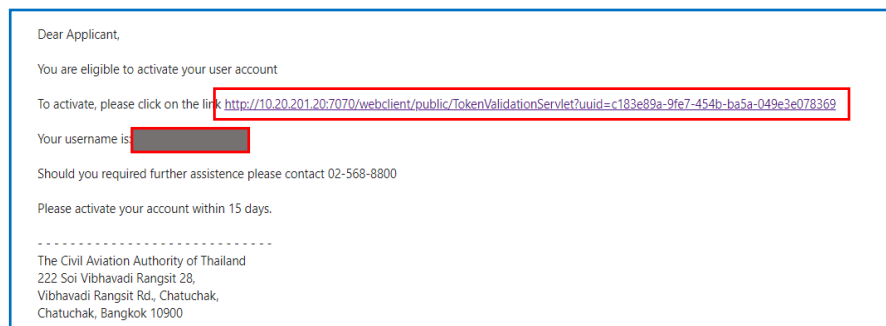 Dear Applicant,
You are eligible to activate your user account
To activate, please click on the link http://10.20.201.20:7070/webclient/public/TokenValidationServlet?uuid=c183e89a-9fe7-454b-ba5a-049e3e078369
Your username is:
Should you required further assistence please contact 02-568-8800
Please activate your account within 15 days.
- - - - - - - - - - - - - - - - - - - - - - - - - - - - -
The Civil Aviation Authority of Thailand
222 Soi Vibhavadi Rangsit 28,
Vibhavadi Rangsit Rd., Chatuchak,
Chatuchak, Bangkok 10900